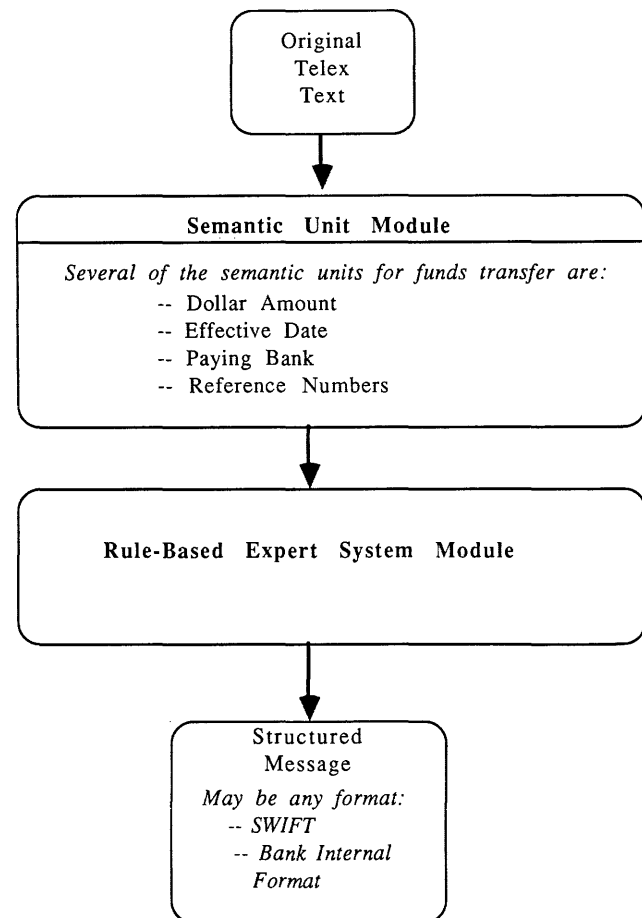 Original
Telex
Text
Semantic Unit Module
Several of the semantic units for funds transfer are:
-- Dollar Amount
-- Effective Date
-- Paying Bank
-- Reference Numbers
Rule-Based Expert System Module
Structured
Message
May be any format:
-- SWIFT
-- Bank Internal
Format